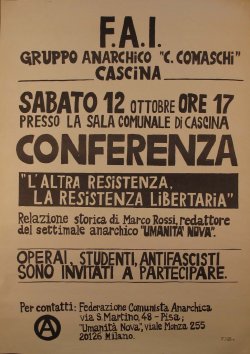 F.A.I.
GRUPPO ANARCHICO "C. COMASCHI"
CASCINA
SABATO 12 OTTOBRE ORE 17
PRESSO LA SALA COMUNALE DI CASCINA
CONFERENZA
"L'ALTRA RESISTENZA,
LA RESISTENZA LIBERTARIA"
Relazione storica di Marco Rossi, redattore
del settimanale anarchico "UMANITÀ NOVA".
OPERAI, STUDENTI, ANTIFASCISTI
SONO INVITATI A PARTECIPARE.
Per contatti: Federazione Comunista Anarchica
via S. Martino, 48 - Pisa;
"Umanità Nova", viale Monza 255
20126 Milano.